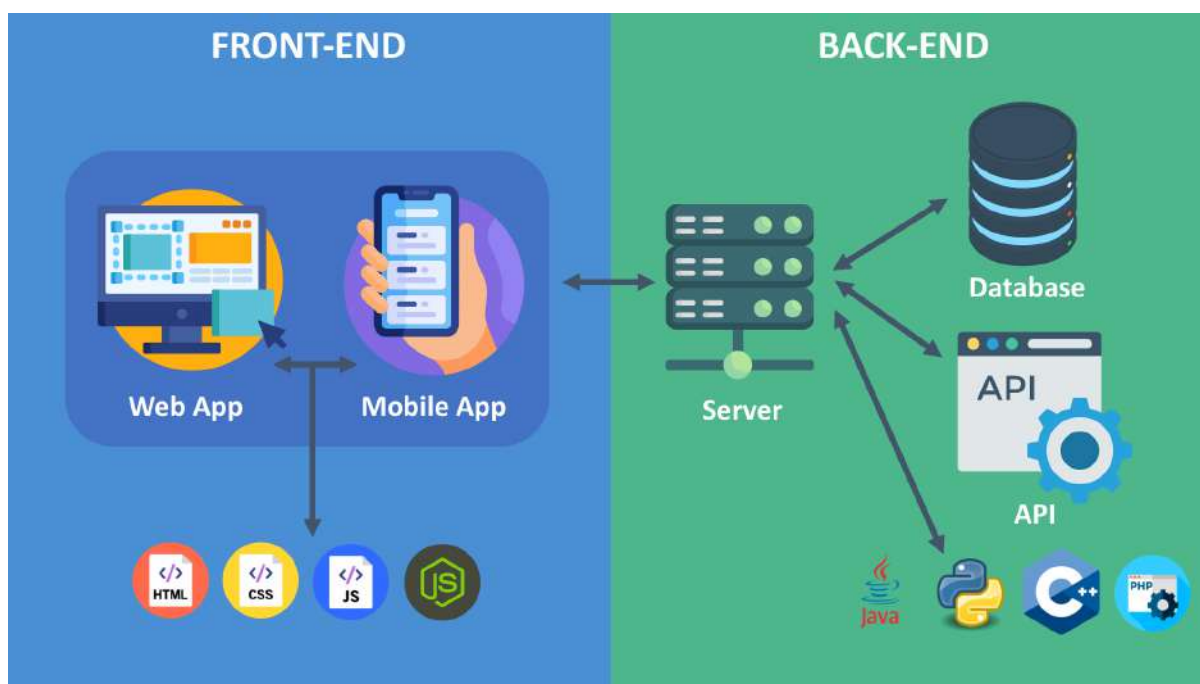 FRONT-END
BACK-END
Database
Web App
Mobile App
Server
API
API
</>
HTML
</>
CSS
</>
JS
JS
Java
C++
PHP